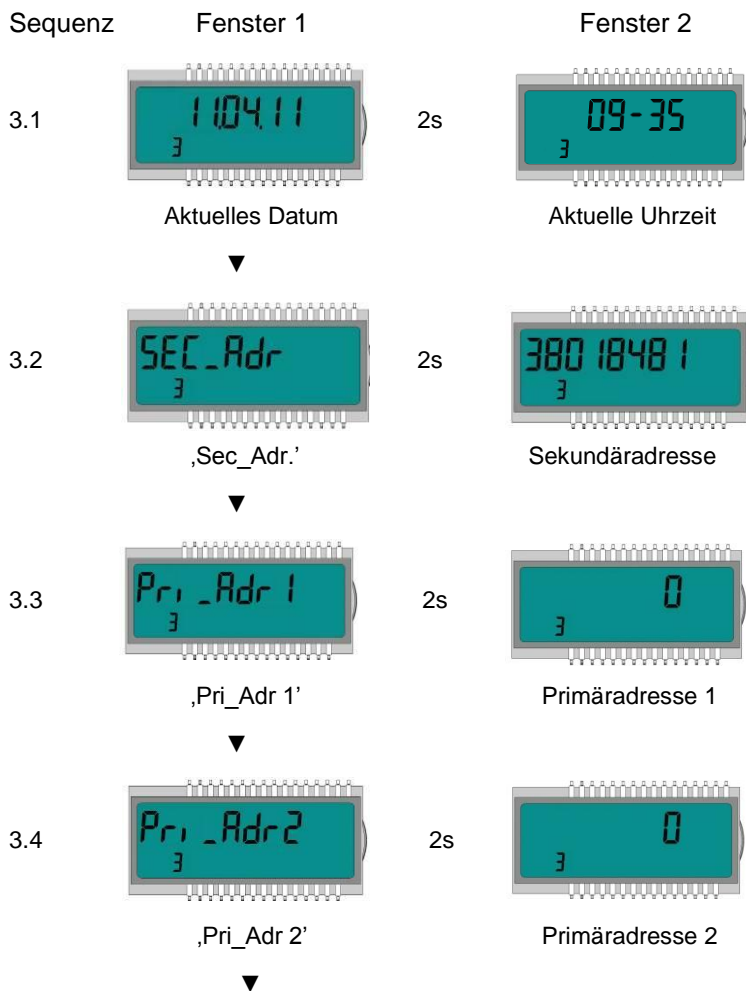 Sequenz Fenster 1 Fenster 2
11.04.11 09-35
3.1 2s
3 3
Aktuelles Datum Aktuelle Uhrzeit
▼
SEC_Adr 38018481
3.2 2s
3 3
‚Sec_Adr.’ Sekundäradresse
▼
Pri_Adr 1 0
3.3 2s
3 3
‚Pri_Adr 1’ Primäradresse 1
▼
Pri_Adr2 0
3.4 2s
3 3
‚Pri_Adr 2’ Primäradresse 2
▼